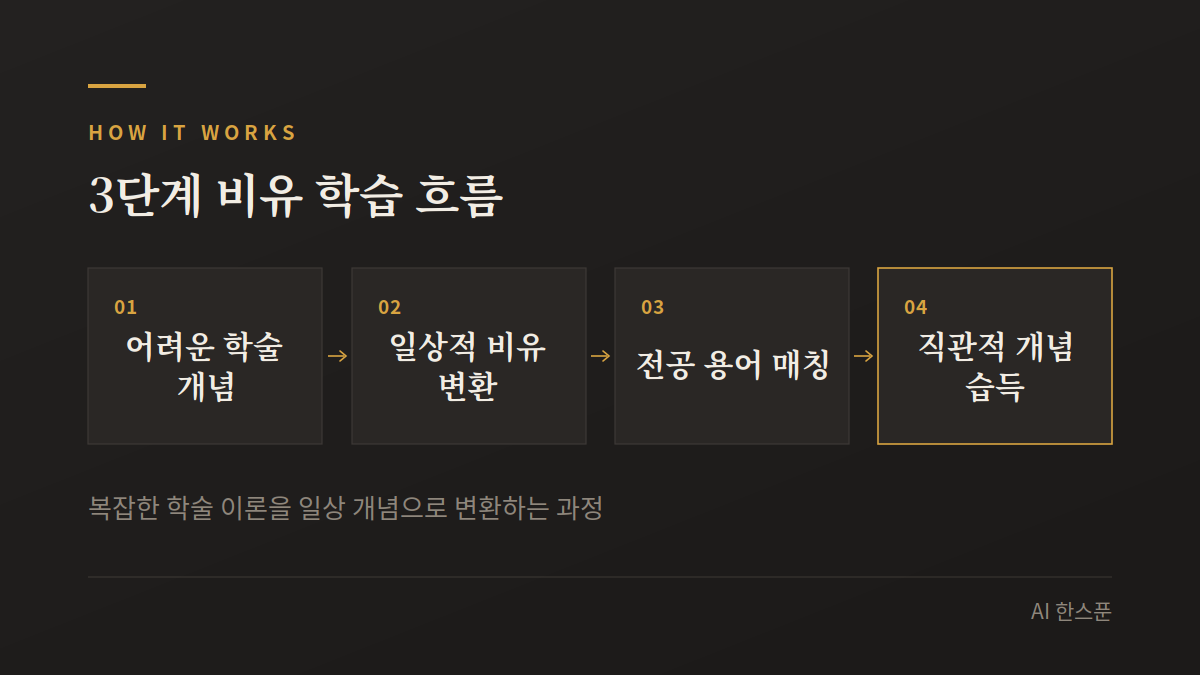 HOW IT WORKS
3단계 비유 학습 흐름
01
어려운 학술
개념
→
02
일상적 비유
변환
→
03
전공 용어 매칭
→
04
직관적 개념
습득
복잡한 학술 이론을 일상 개념으로 변환하는 과정
AI 한스푼